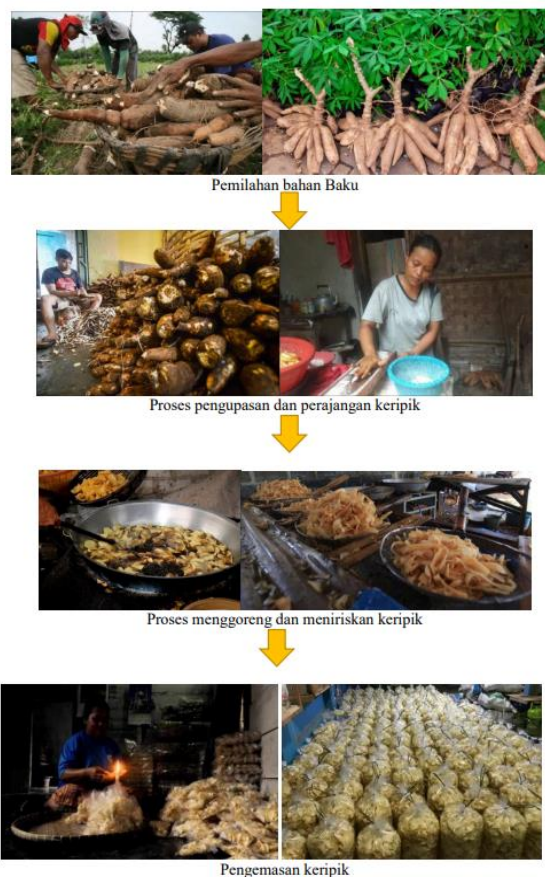 Pemilahan bahan Baku
Proses pengupasan dan perajangan keripik
Proses menggoreng dan meniriskan keripik
Pengemasan keripik